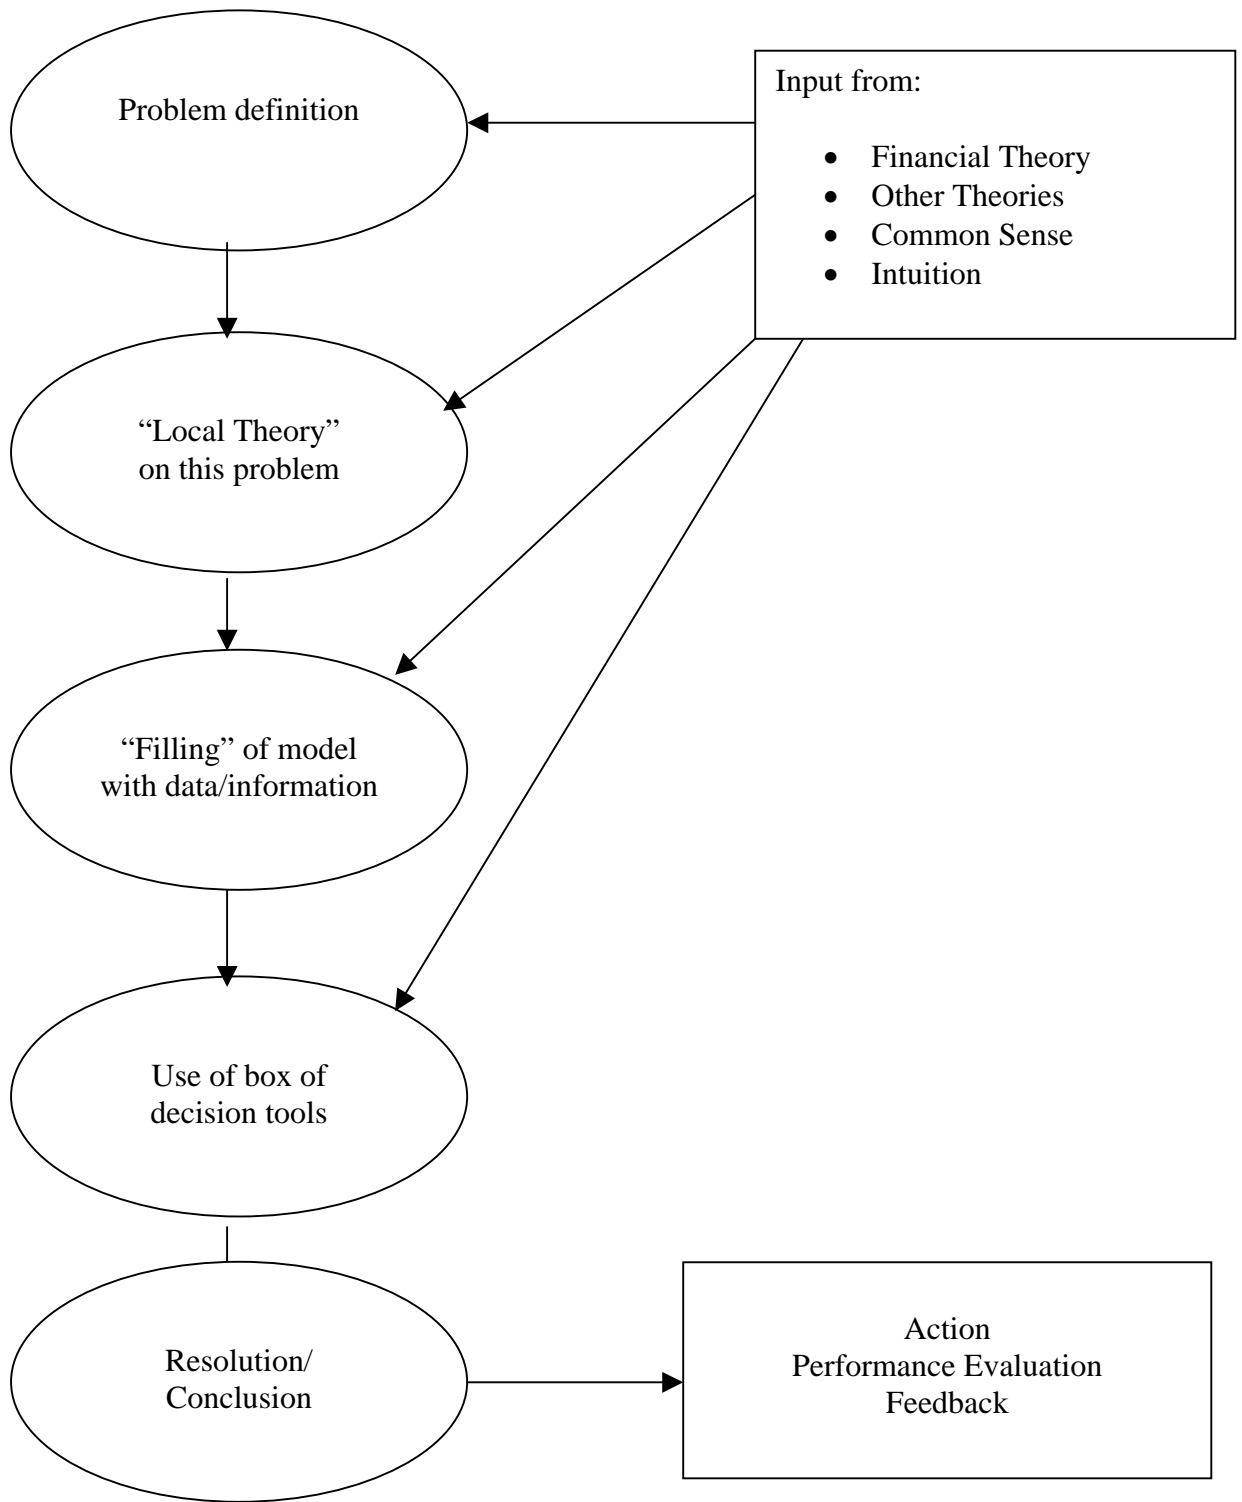 Problem definition
Input from:
• Financial Theory
• Other Theories
• Common Sense
• Intuition
“Local Theory”
on this problem
“Filling” of model
with data/information
Use of box of
decision tools
Resolution/
Conclusion
Action
Performance Evaluation
Feedback